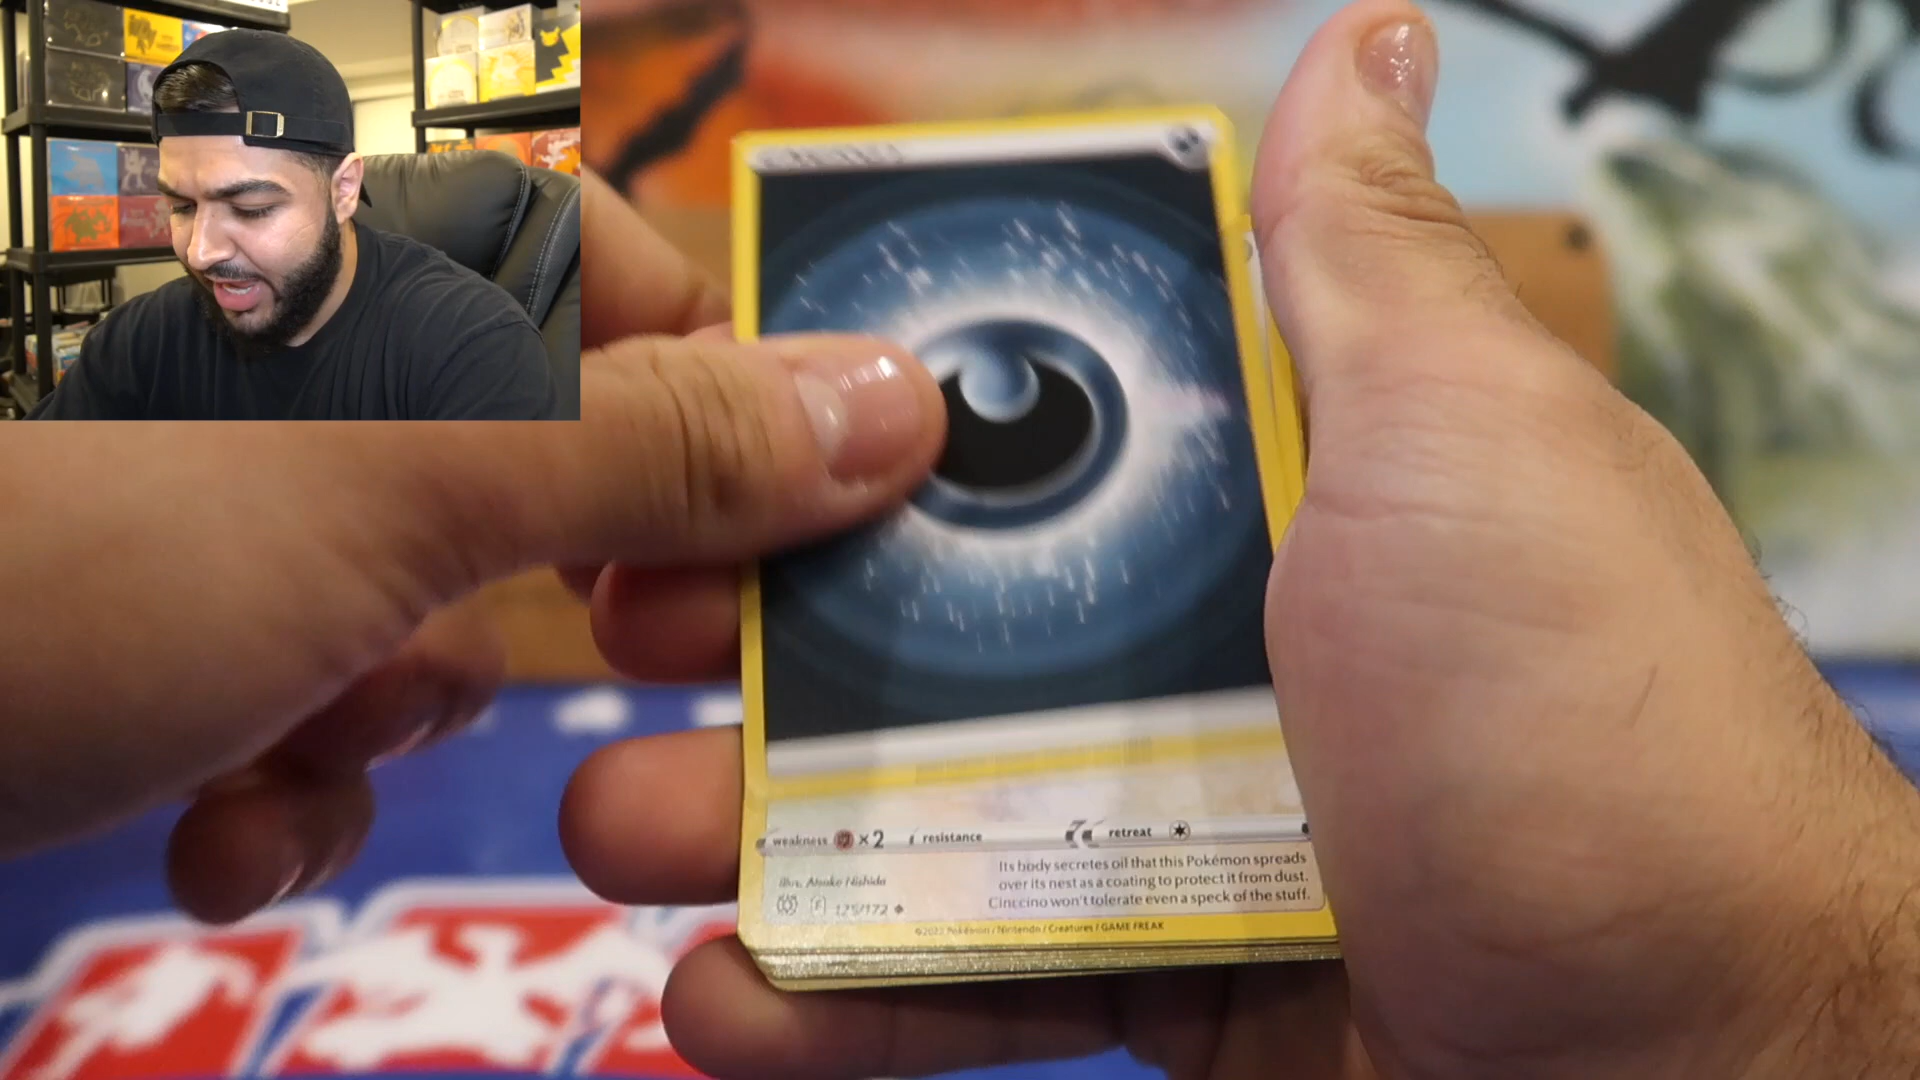 weakness ×2 resistance retreat
Its body secretes oil that this Pokémon spreads
over its nest as a coating to protect it from dust.
Cinccino won't tolerate even a speck of the stuff.
Illus. Atsuko Nishida
F 125/172
©2022 Pokémon / Nintendo / Creatures / GAME FREAK